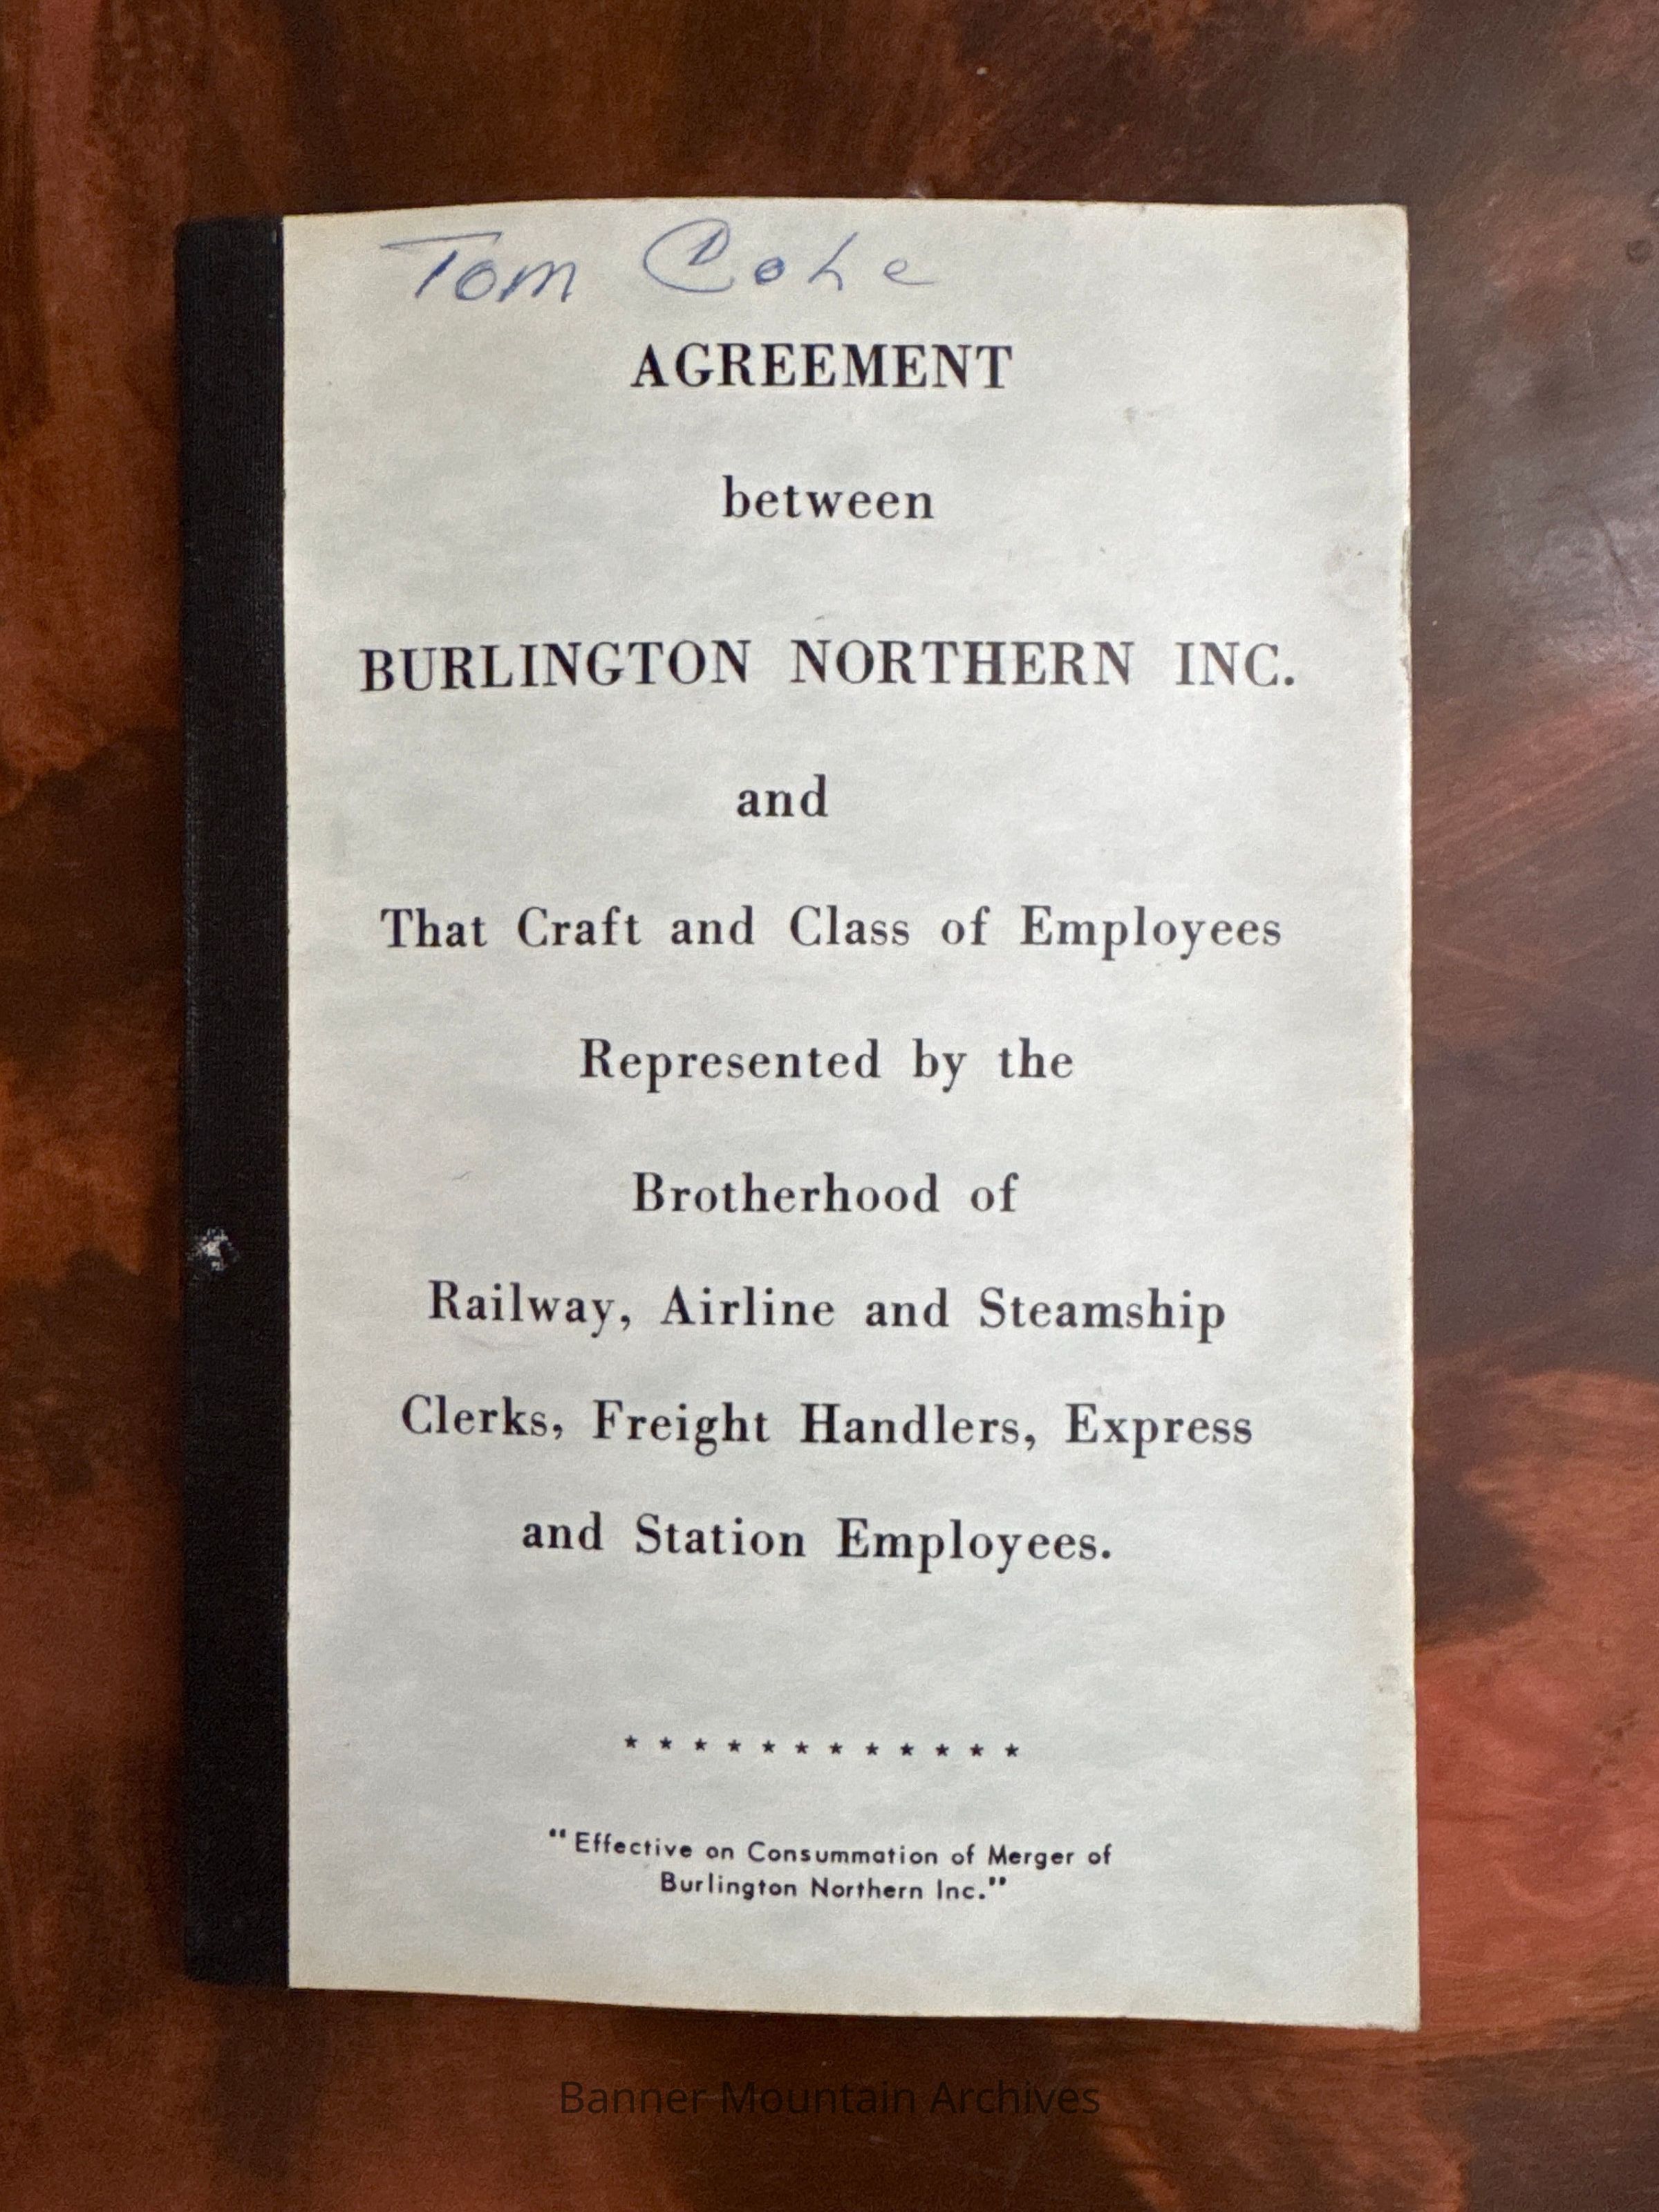 Tom Cohe
AGREEMENT
between
BURLINGTON NORTHERN INC.
and
That Craft and Class of Employees
Represented by the
Brotherhood of
Railway, Airline and Steamship
Clerks, Freight Handlers, Express
and Station Employees.
* * * * * * * * * * * *
"Effective on Consummation of Merger of
Burlington Northern Inc."
Banner Mountain Archives